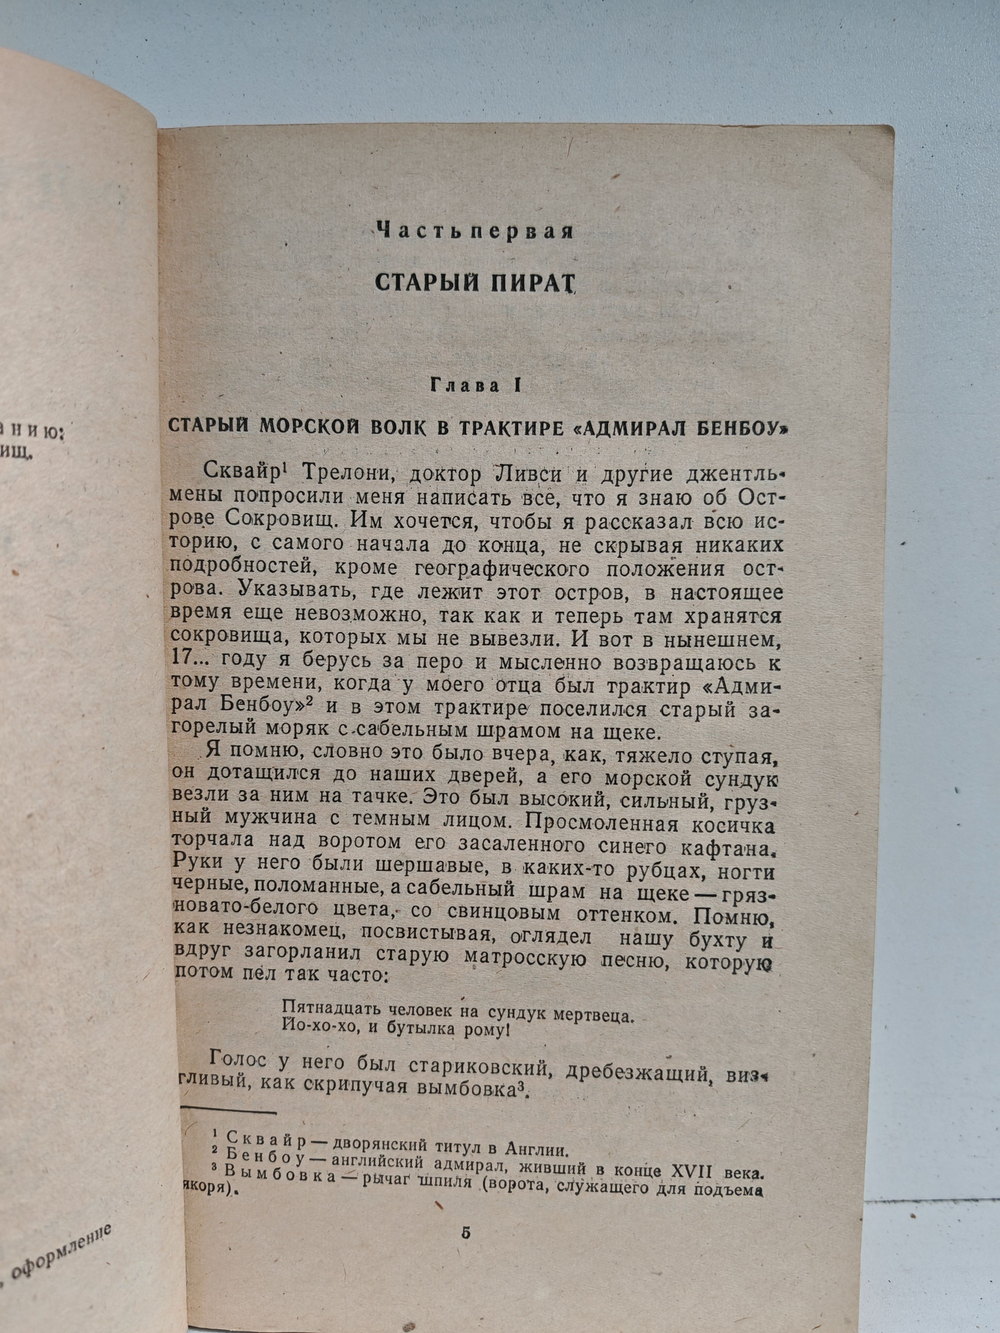 ищ.
оформление
Часть первая
СТАРЫЙ ПИРАТ
Глава I
СТАРЫЙ МОРСКОЙ ВОЛК В ТРАКТИРЕ «АДМИРАЛ БЕНБОУ»
Сквайр¹ Трелони, доктор Ливси и другие джентль-
мены попросили меня написать все, что я знаю об Ост-
рове Сокровищ. Им хочется, чтобы я рассказал всю ис-
торию, с самого начала до конца, не скрывая никаких
подробностей, кроме географического положения ост-
рова. Указывать, где лежит этот остров, в настоящее
время еще невозможно, так как и теперь там хранятся
сокровища, которых мы не вывезли. И вот в нынешнем,
17... году я берусь за перо и мысленно возвращаюсь к
тому времени, когда у моего отца был трактир «Адми-
рал Бенбоу»² и в этом трактире поселился старый за-
горелый моряк с сабельным шрамом на щеке.
Я помню, словно это было вчера, как, тяжело ступая,
он дотащился до наших дверей, а его морской сундук
везли за ним на тачке. Это был высокий, сильный, груз-
ный мужчина с темным лицом. Просмоленная косичка
торчала над воротом его засаленного синего кафтана.
Руки у него были шершавые, в каких-то рубцах, ногти
черные, поломанные, а сабельный шрам на щеке — гряз-
новато-белого цвета, со свинцовым оттенком. Помню,
как незнакомец, посвистывая, оглядел нашу бухту и
вдруг загорланил старую матросскую песню, которую
потом пел так часто:
Пятнадцать человек на сундук мертвеца.
Йо-хо-хо, и бутылка рому!
Голос у него был стариковский, дребезжащий, виз-
гливый, как скрипучая вымбовка³.
¹ Сквайр — дворянский титул в Англии.
² Бенбоу — английский адмирал, живший в конце XVII века.
³ Вымбовка — рычаг шпиля (ворота, служащего для подъема
якоря).
5